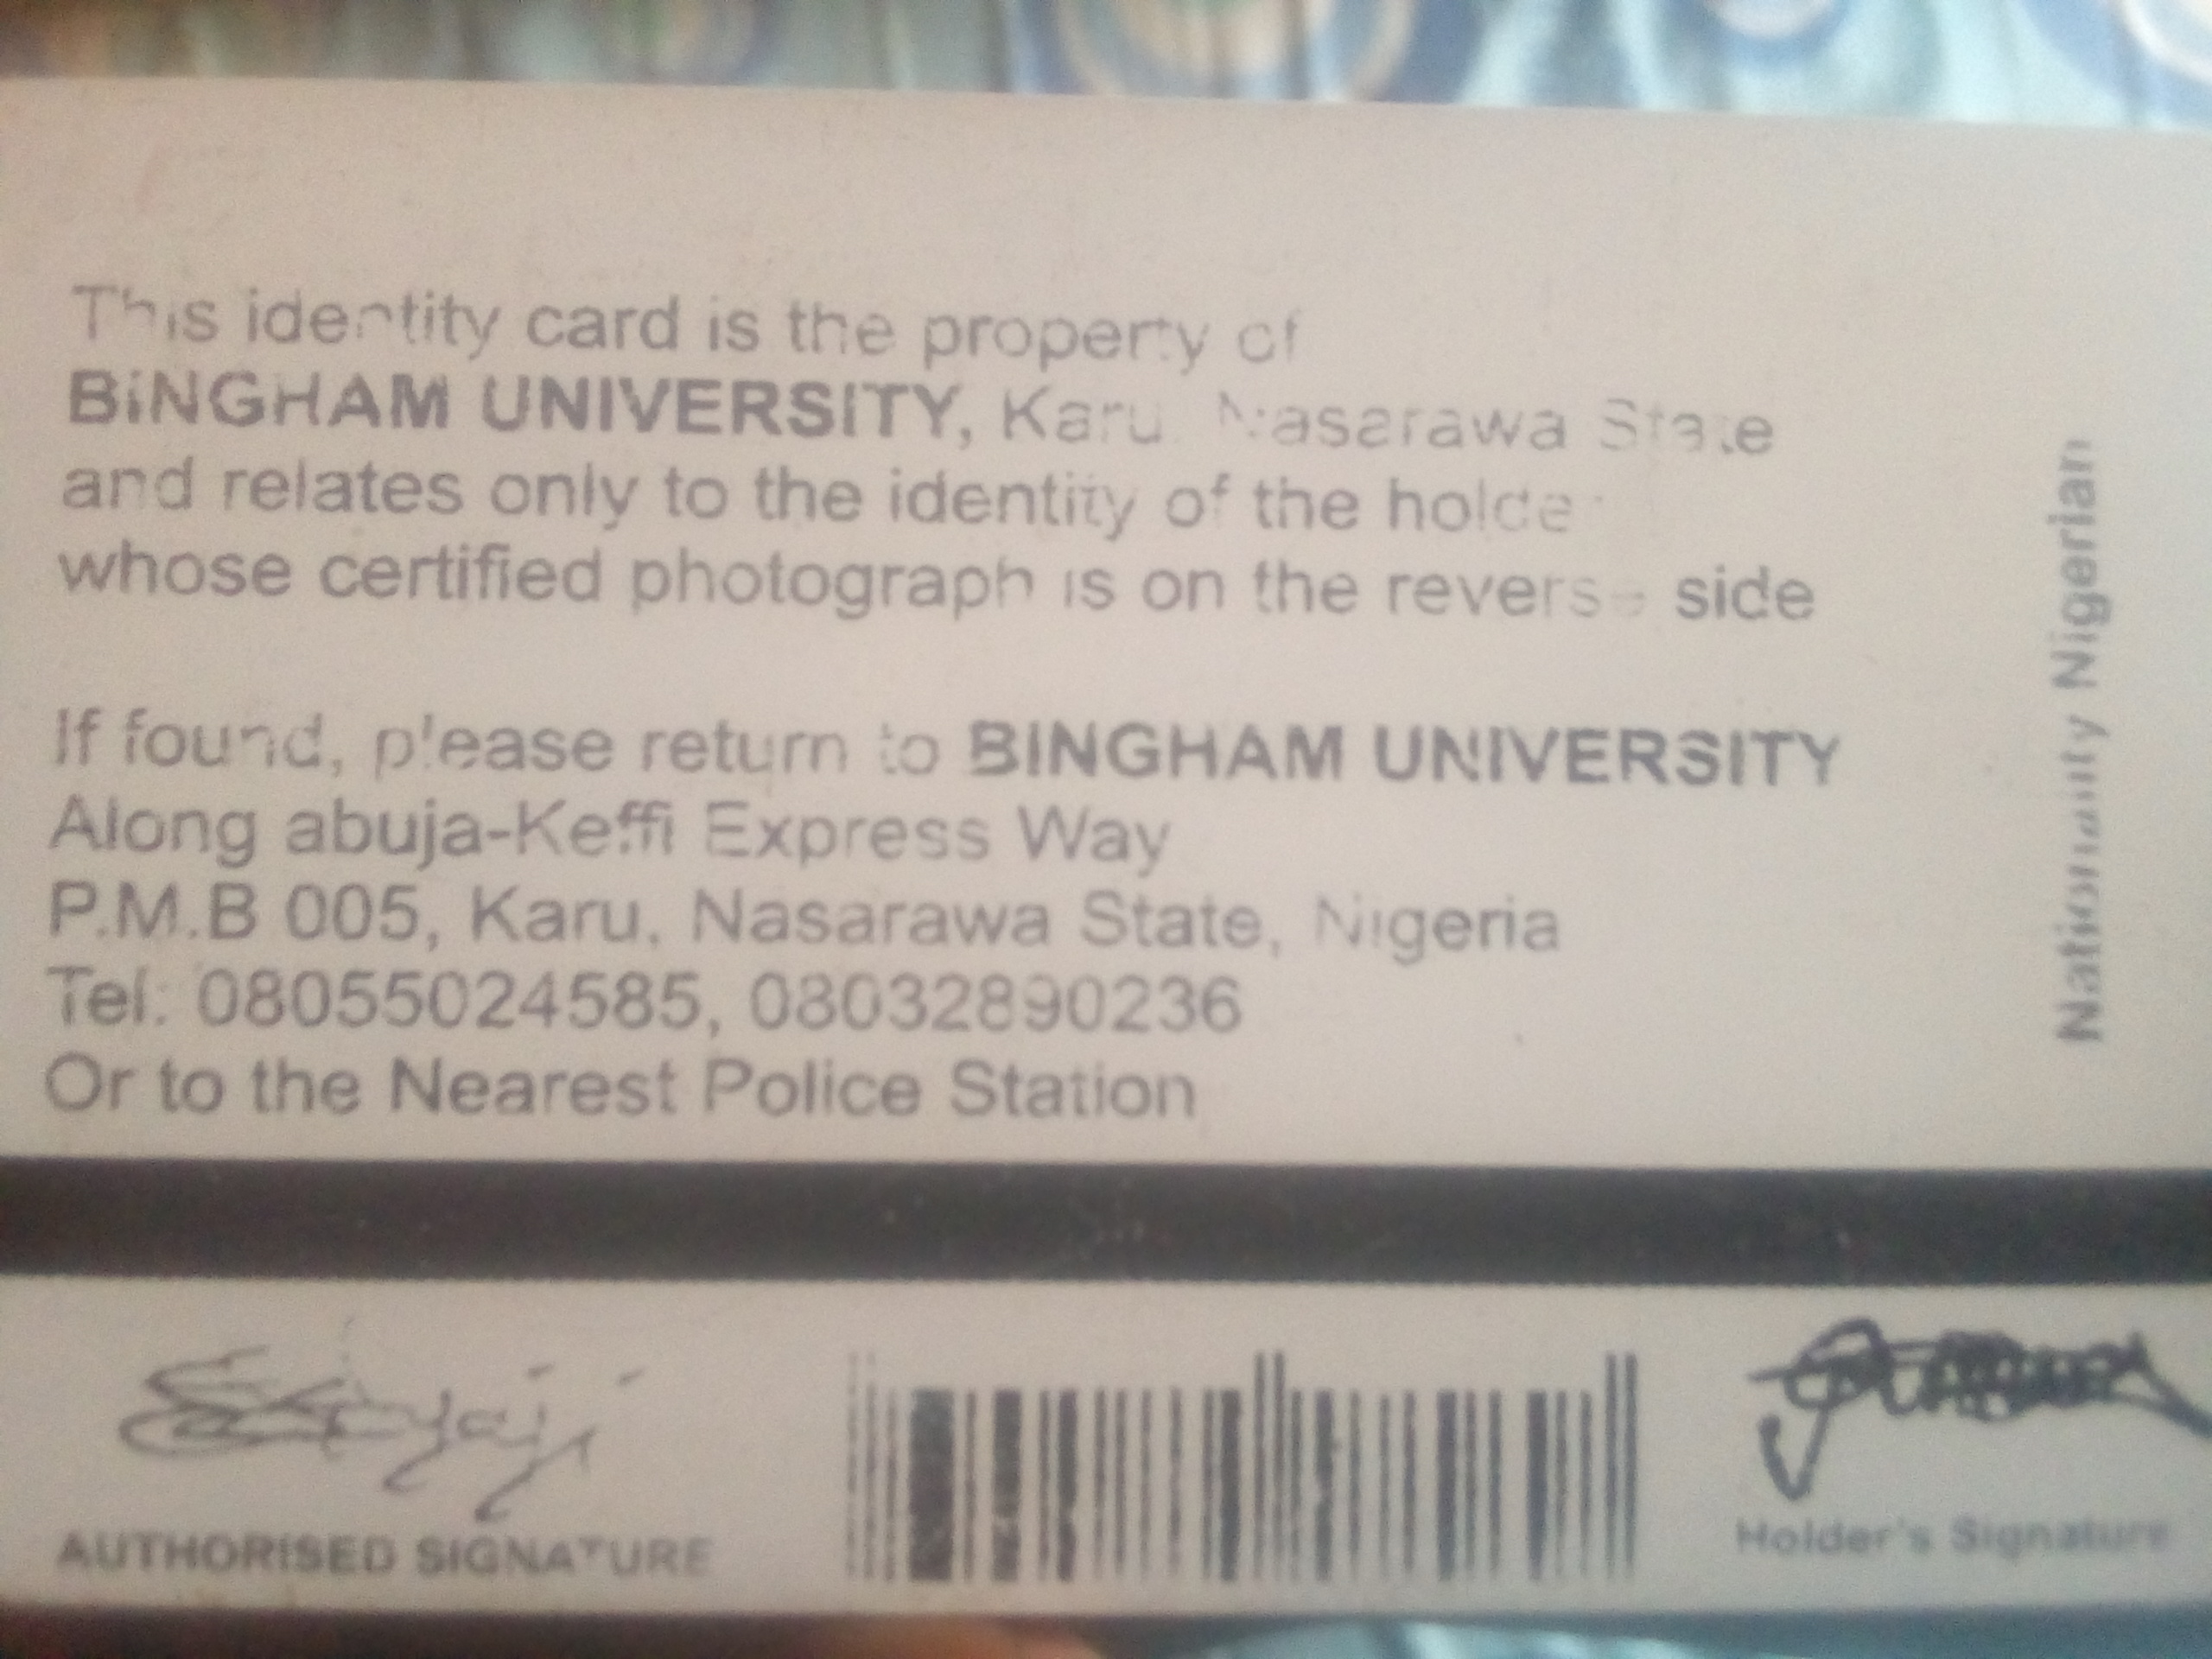 This identity card is the property of
BINGHAM UNIVERSITY, Karu. Nasarawa State
and relates only to the identity of the holder
whose certified photograph is on the reverse side
If found, please return to BINGHAM UNIVERSITY
Along abuja-Keffi Express Way
P.M.B 005, Karu, Nasarawa State, Nigeria
Tel: 08055024585, 08032890236
Or to the Nearest Police Station
Nationality Nigerian
AUTHORISED SIGNATURE
Holder's Signature